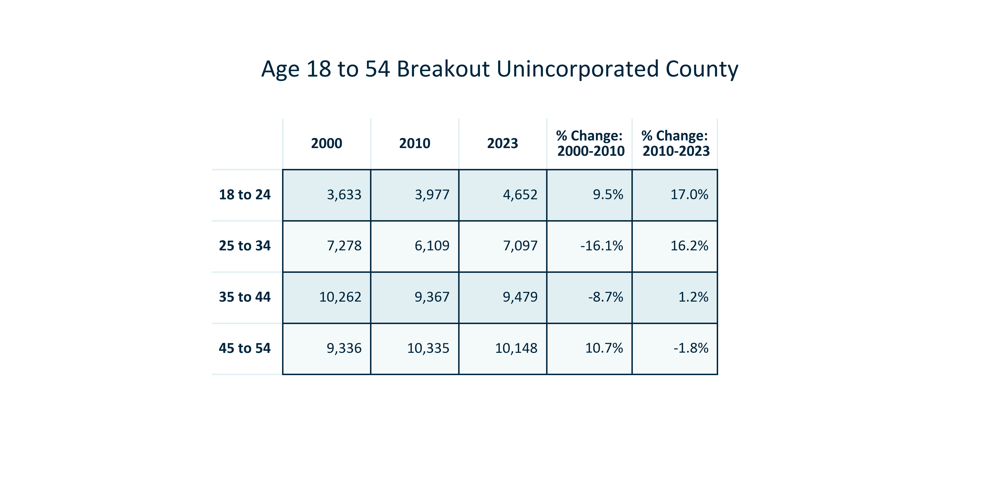 Age 18 to 54 Breakout Unincorporated County
2000 2010 2023 % Change: 2000-2010 % Change: 2010-2023
18 to 24 3,633 3,977 4,652 9.5% 17.0%
25 to 34 7,278 6,109 7,097 -16.1% 16.2%
35 to 44 10,262 9,367 9,479 -8.7% 1.2%
45 to 54 9,336 10,335 10,148 10.7% -1.8%